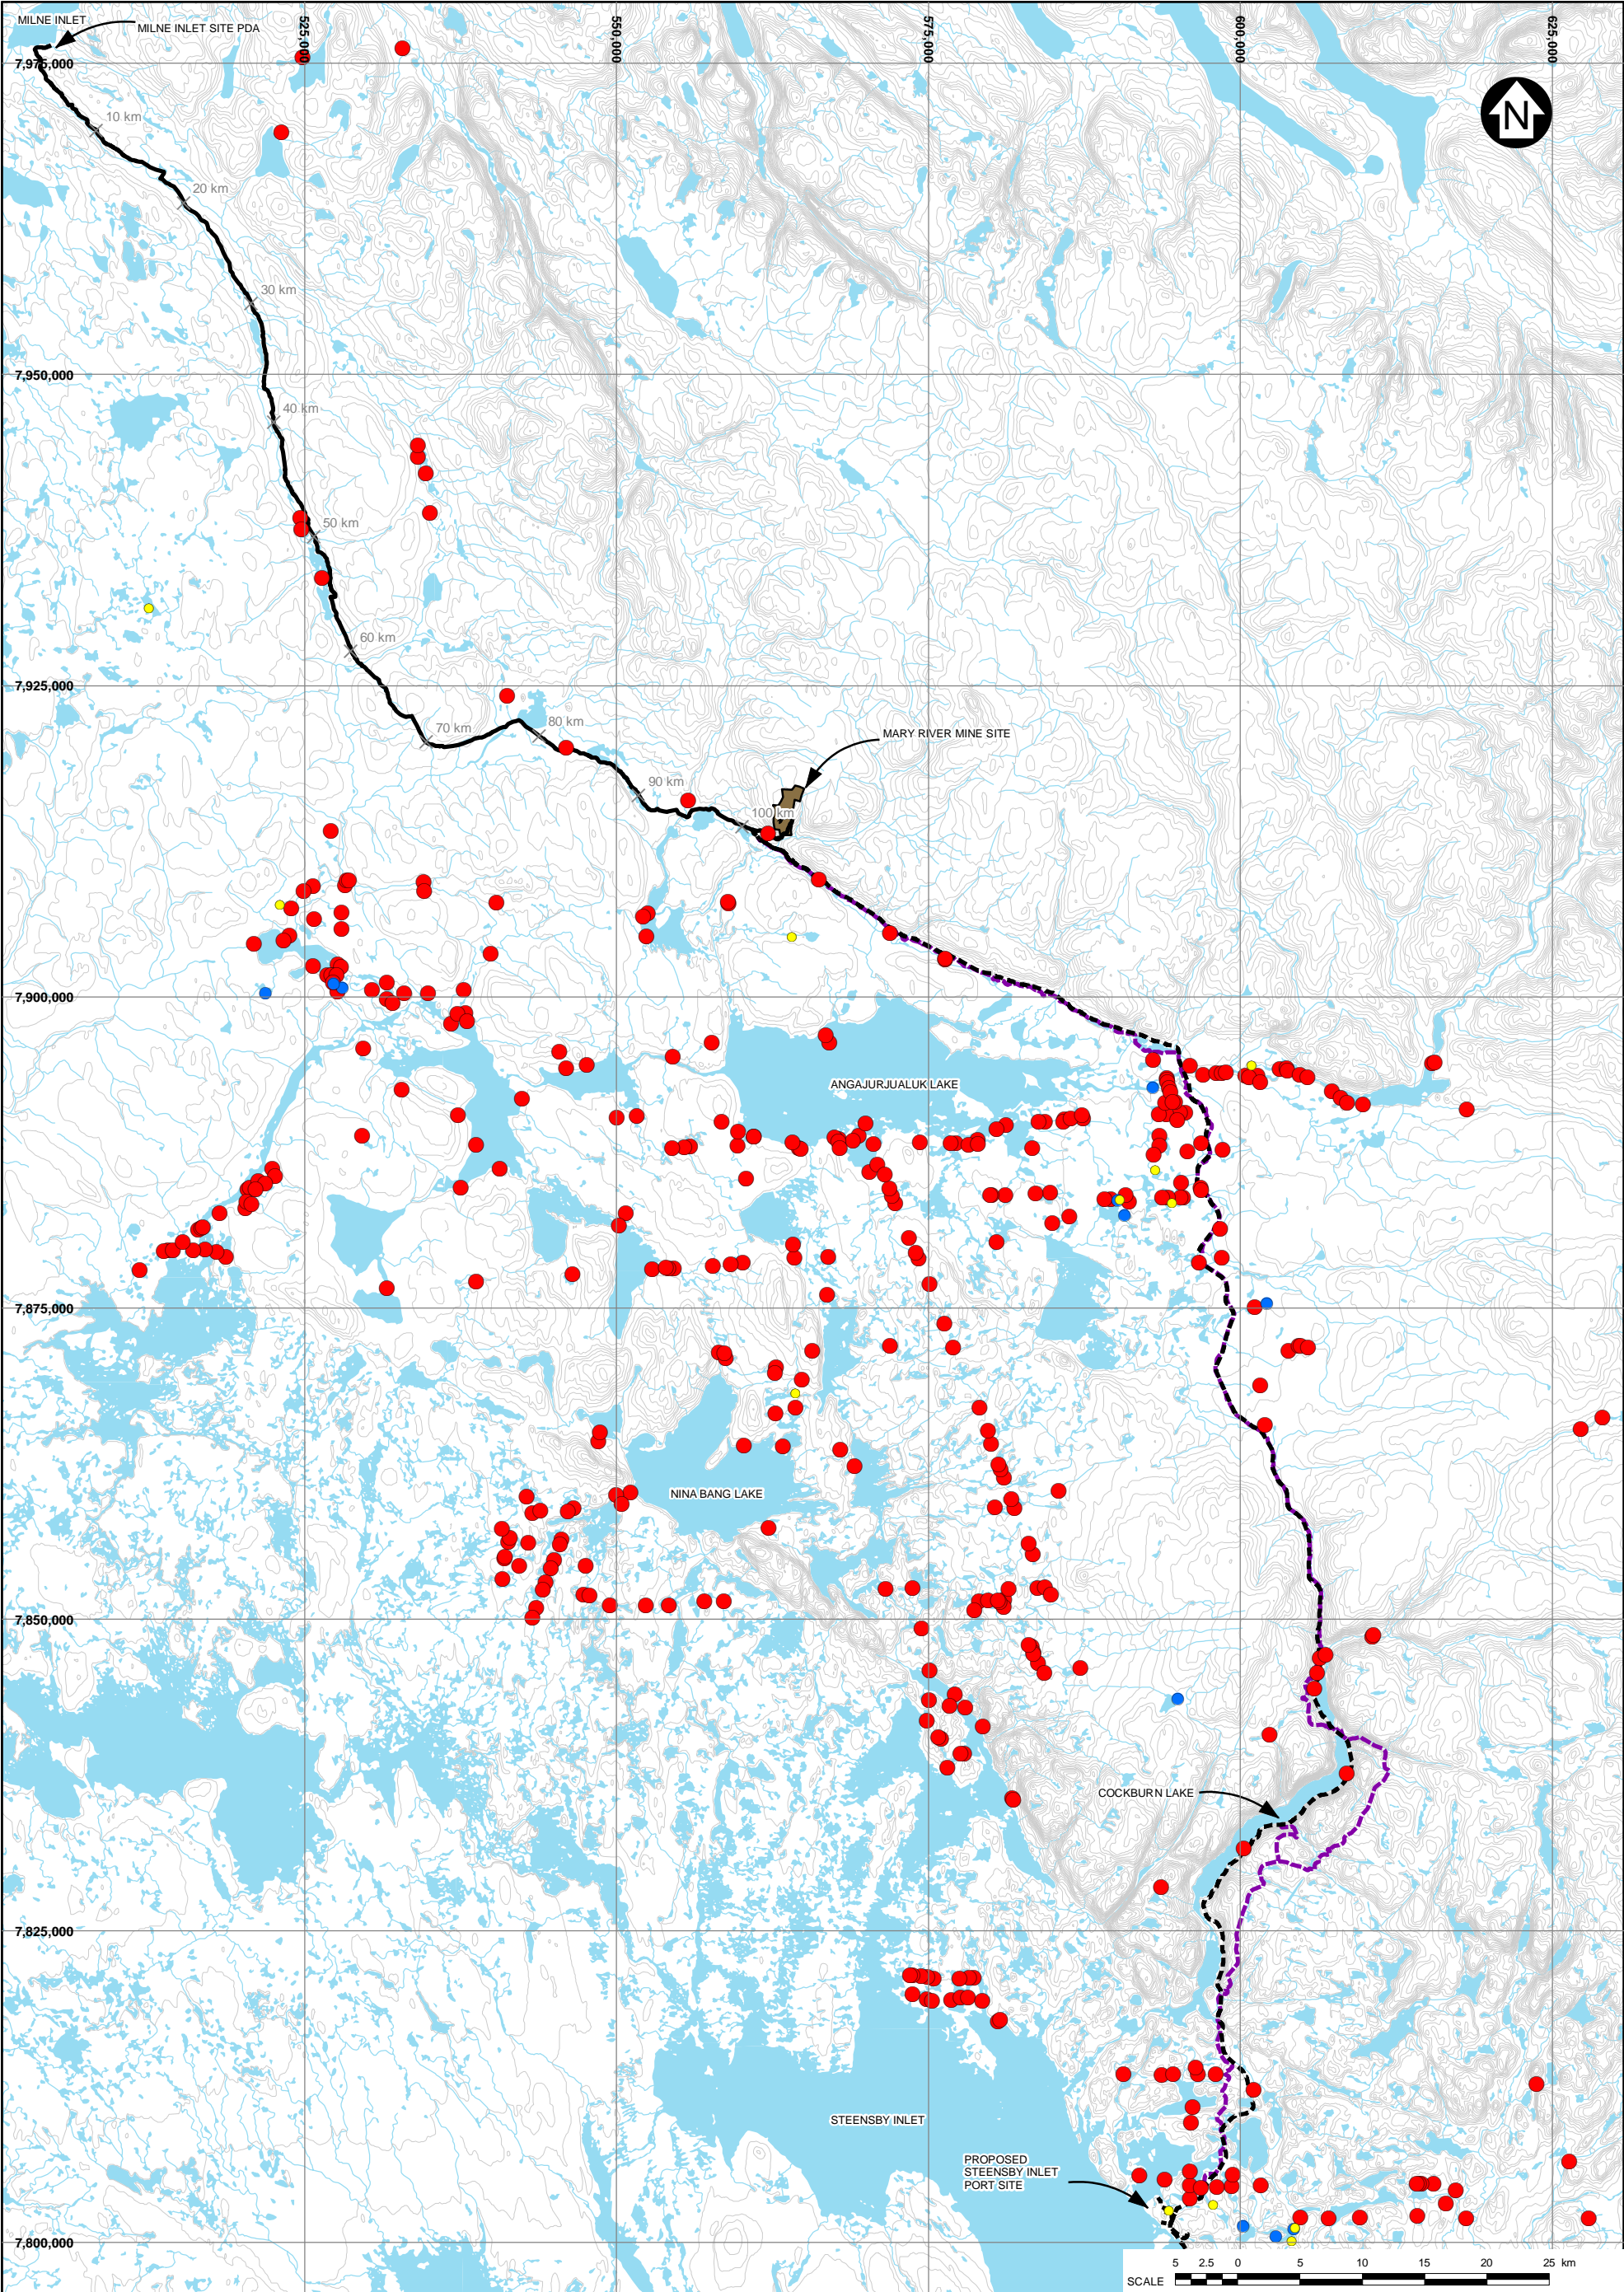 MILNE INLET
MILNE INLET SITE PDA
525,000
550,000
575,000
600,000
625,000
7,975,000
N
10 km
20 km
30 km
7,950,000
40 km
50 km
60 km
7,925,000
70 km
80 km
MARY RIVER MINE SITE
90 km
100 km
7,900,000
ANGAJURJUALUK LAKE
7,875,000
NINA BANG LAKE
7,850,000
COCKBURN LAKE
7,825,000
STEENSBY INLET
PROPOSED
STEENSBY INLET
PORT SITE
7,800,000
5 2.5 0 5 10 15 20 25 km
SCALE